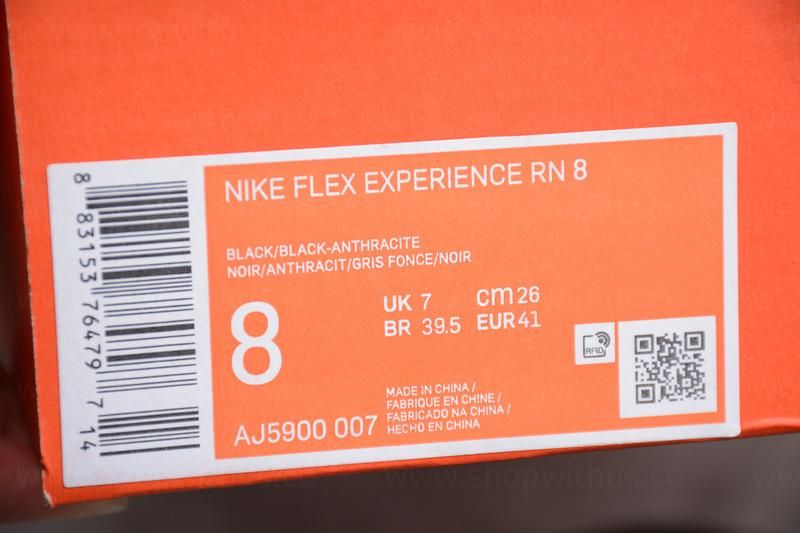 NIKE FLEX EXPERIENCE RN 8
BLACK/BLACK-ANTHRACITE
NOIR/ANTHRACIT/GRIS FONCE/NOIR
8
UK 7 cm 26
BR 39.5 EUR 41
RFID
AJ5900 007
MADE IN CHINA /
FABRIQUE EN CHINE /
FABRICADO NA CHINA /
HECHO EN CHINA
8 83153 76479 7 14
www.shopwithus.co